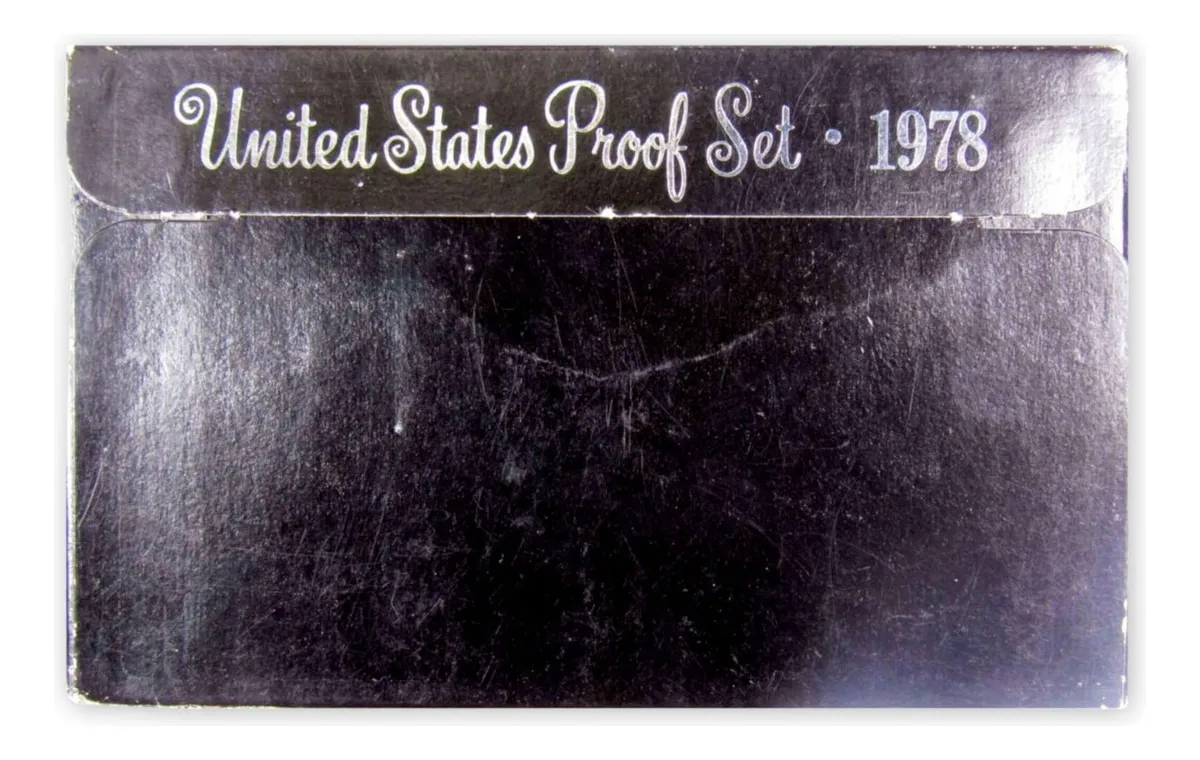 United States Proof Set • 1978